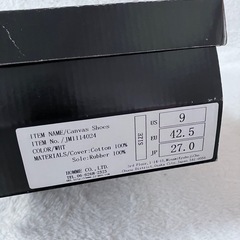 ITEM NAME/Canvas Shoes
ITEM No./JM1114024
COLOR/WHT
MATERIALS/Cover:Cotton 100%
Sole:Rubber 100%
SIZE
US 9
EU 42.5
JP 27.0
HOMME CO., LTD.